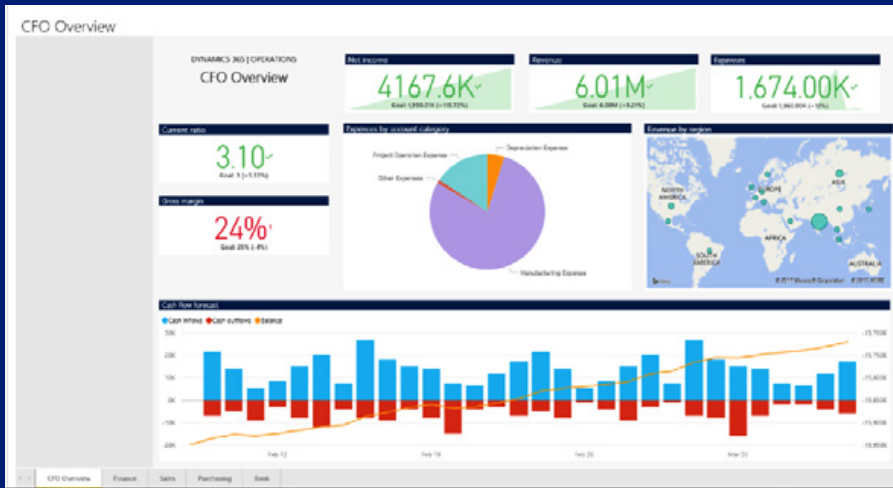 CFO Overview
DYNAMICS 365 | OPERATIONS
CFO Overview
Net income
4167.6K
Revenue
6.01M
Expenses
1,674.00K
Current ratio
3.10
Gross margin
24%
Goal: 25% (-4%)
Expenses by account category
Depreciation Expense
Project Operation Expense
Other Expenses
Manufacturing Expense
Revenue by region
NORTH
AMERICA
EUROPE
ASIA
AFRICA
SOUTH
AMERICA
AUSTRALIA
© 2017 Microsoft Corporation
Cash flow forecast
Cash inflows Cash outflows Balance
30K
20K
10K
0K
-10K
-20K
Feb 12
Feb 19
Feb 26
Mar 05
CFO Overview Finance Sales Purchasing Bank